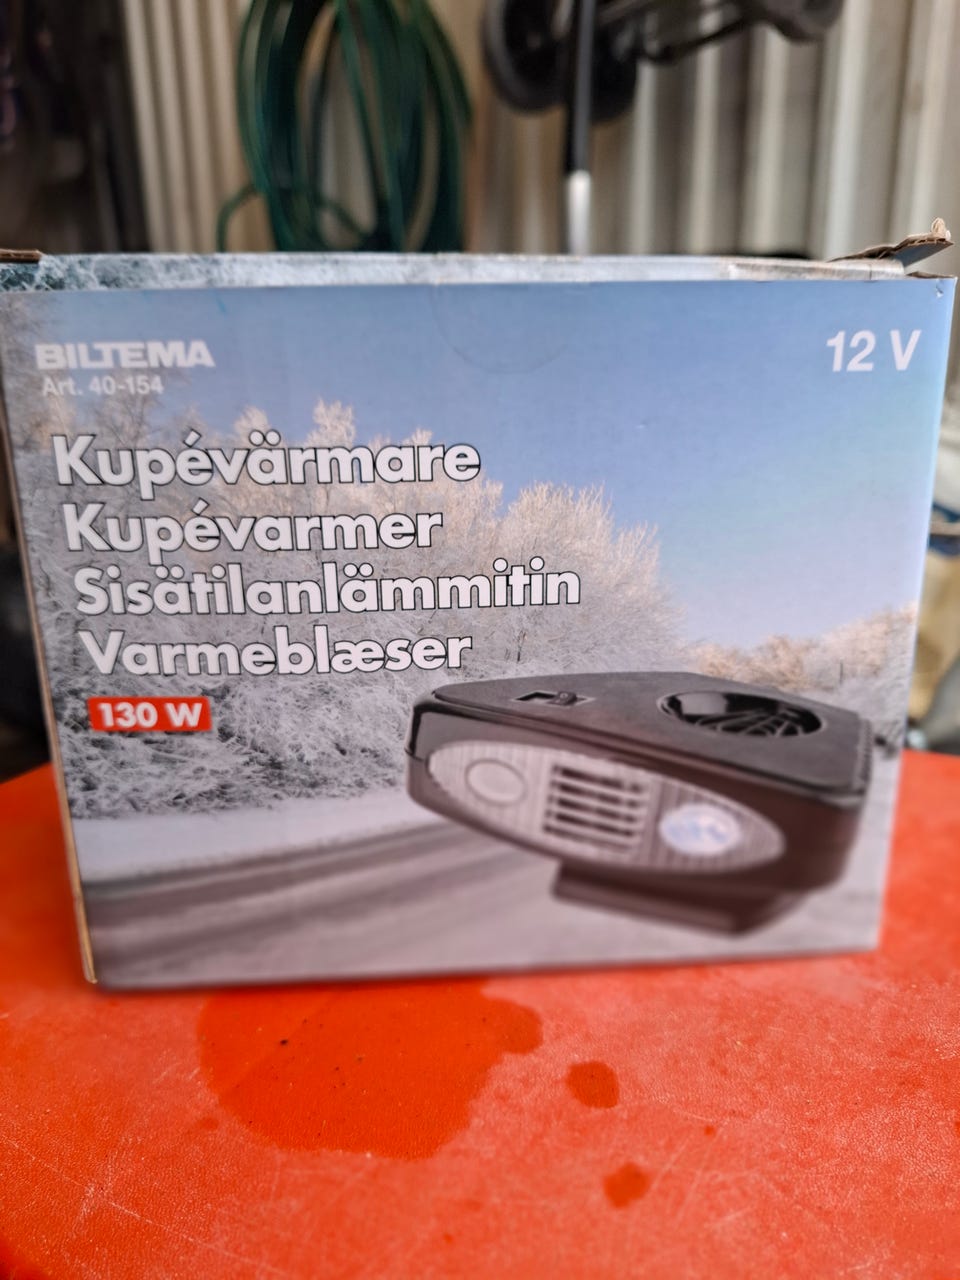 BILTEMA
Art. 40-154
12 V
Kupévärmare
Kupévarmer
Sisätilanlämmitin
Varmeblæser
130 W